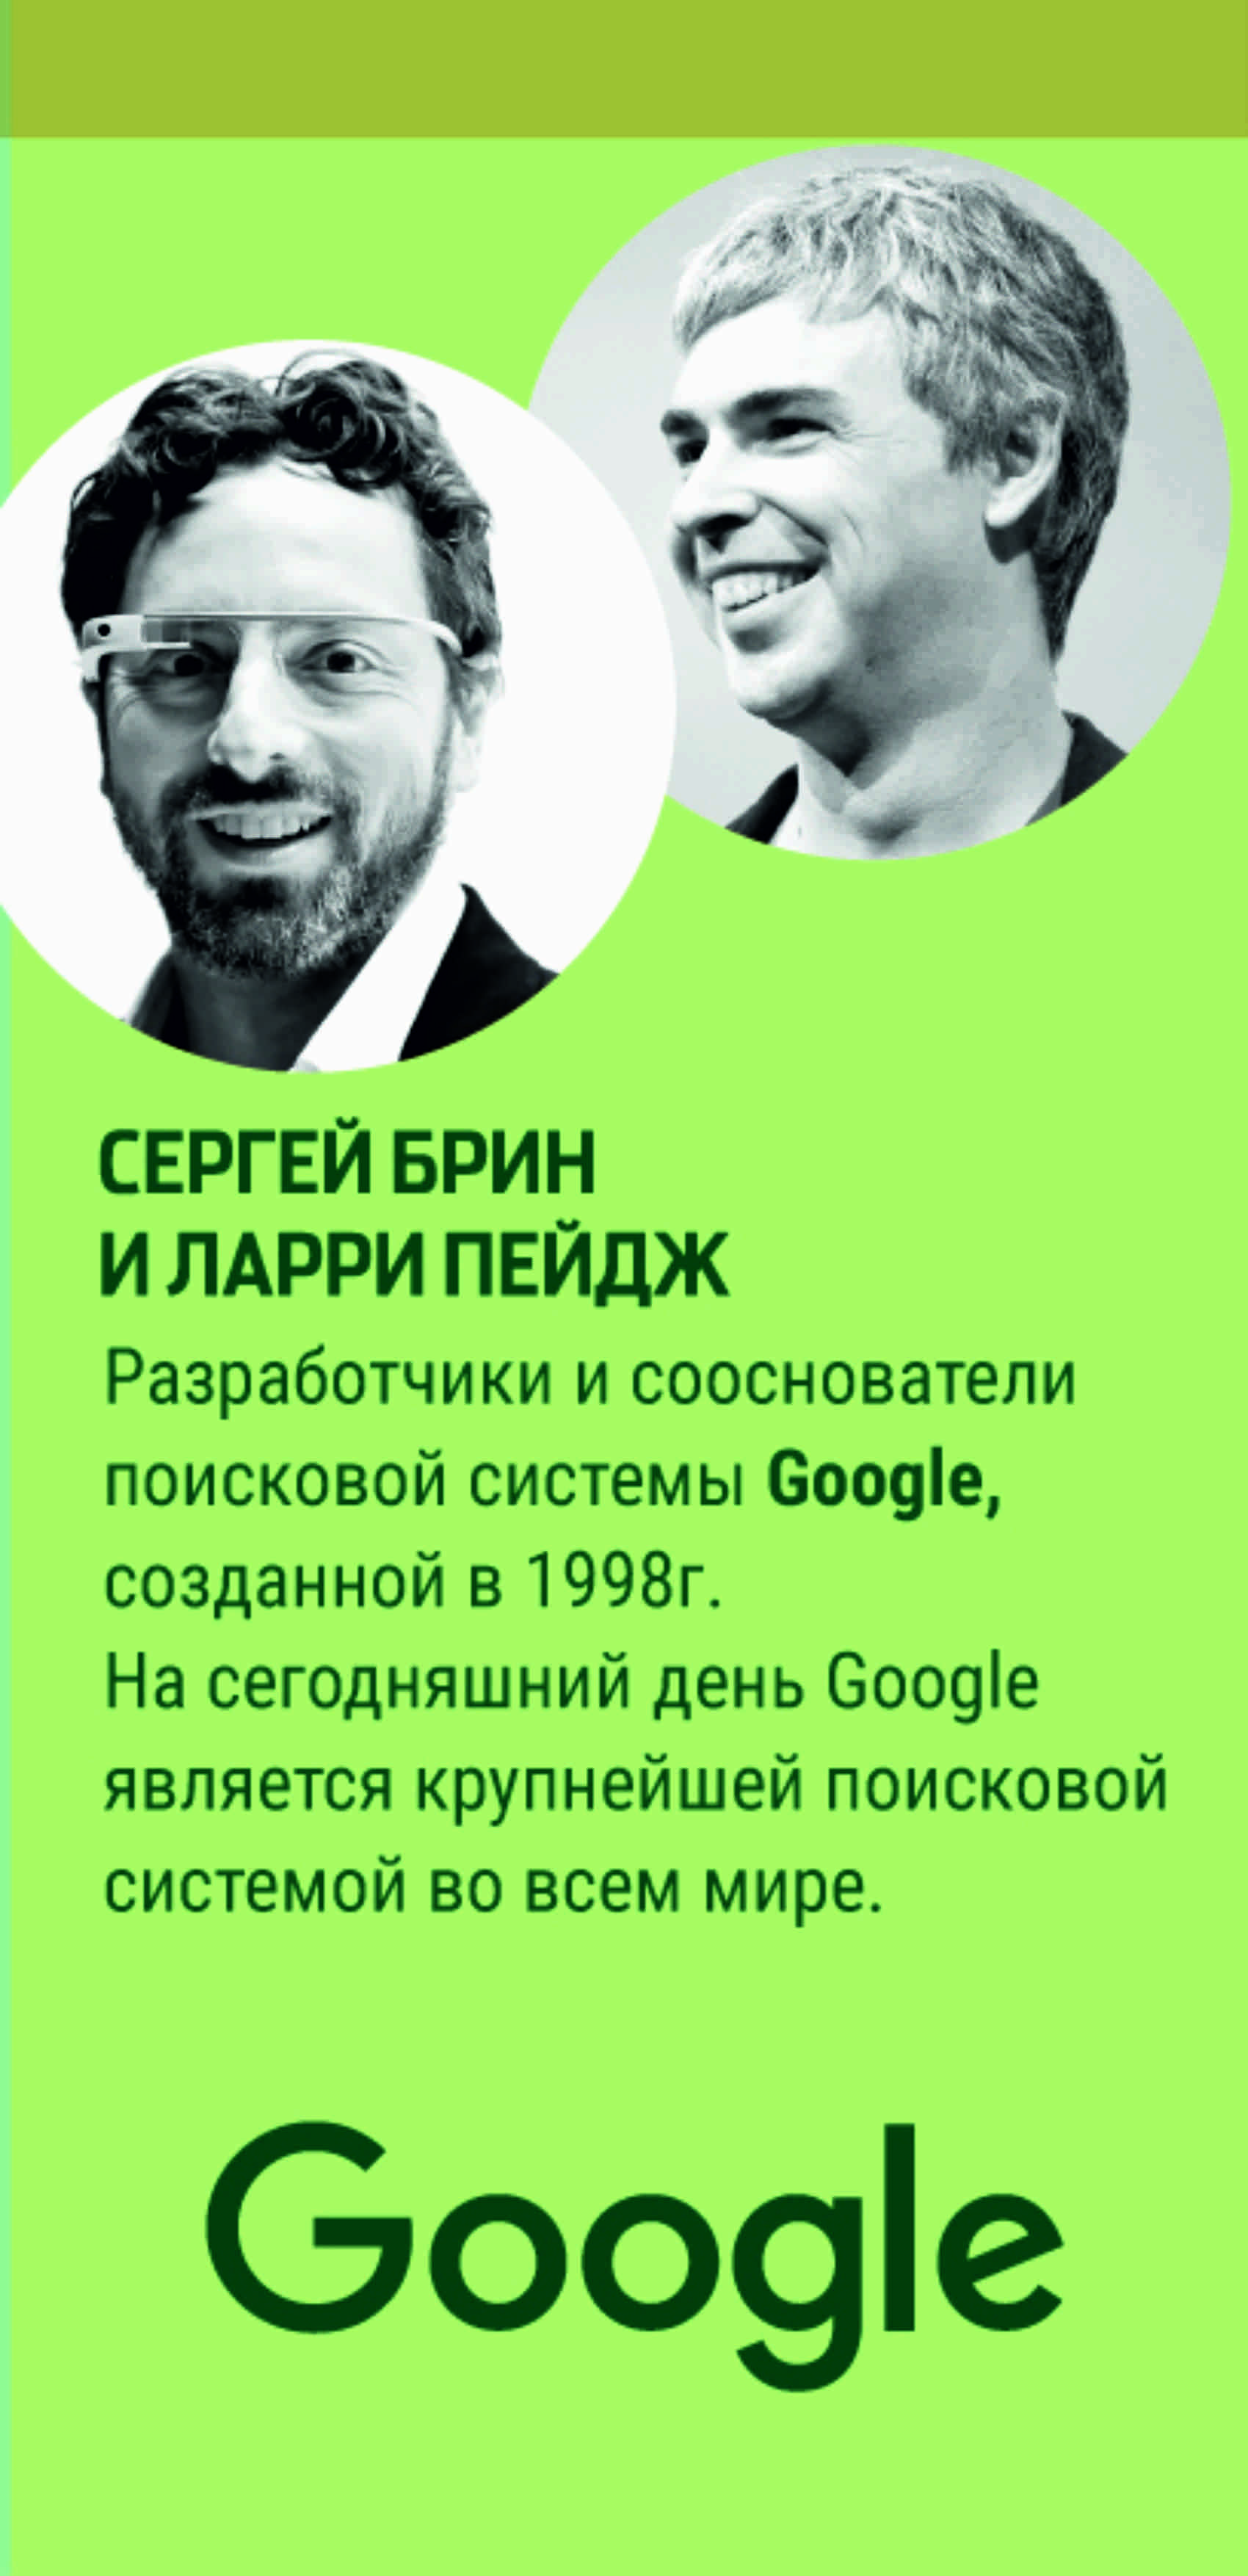 СЕРГЕЙ БРИН
И ЛАРРИ ПЕЙДЖ
Разработчики и сооснователи
поисковой системы Google,
созданной в 1998г.
На сегодняшний день Google
является крупнейшей поисковой
системой во всем мире.
Google